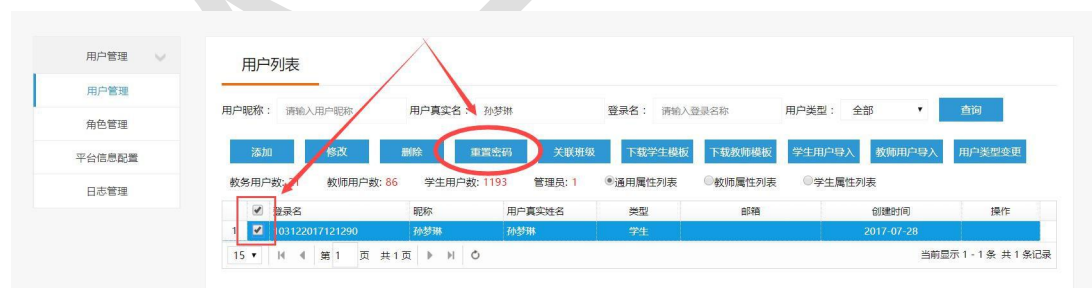 用户管理
用户管理
角色管理
平台信息配置
日志管理
用户列表
用户昵称： 请输入用户昵称 用户真实名： 孙梦琳 登录名： 请输入登录名称 用户类型： 全部 查询
添加 修改 删除 重置密码 关联班级 下载学生模板 下载教师模板 学生用户导入 教师用户导入 用户类型变更
教务用户数: 教师用户数: 86 学生用户数: 1193 管理员: 1 通用属性列表 教师属性列表 学生属性列表
登录名 昵称 用户真实姓名 类型 邮箱 创建时间 操作
1 103122017121290 孙梦琳 孙梦琳 学生 2017-07-28
15 第 1 页 共 1 页 当前显示 1 - 1 条 共 1 条记录